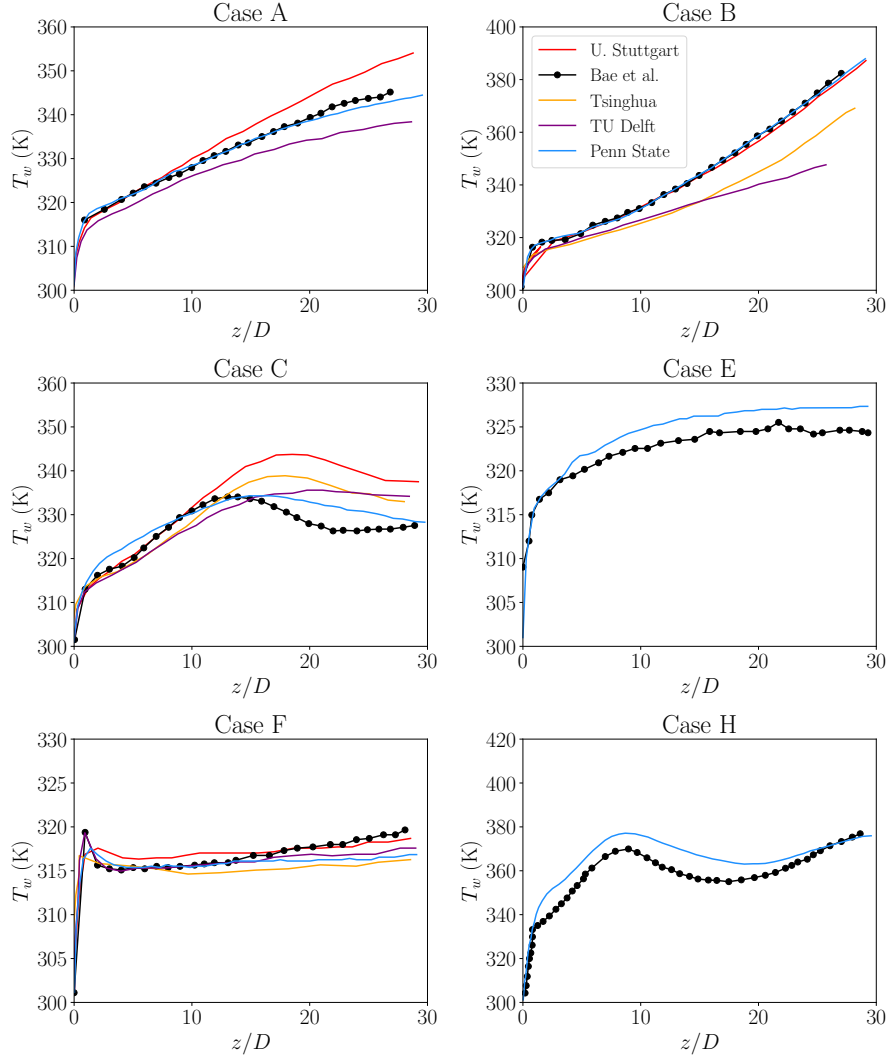 Case A
360
350
340
330
320
310
300
T_w (K)
0
10
20
30
z/D
Case B
400
380
360
340
320
300
T_w (K)
0
10
20
30
z/D
U. Stuttgart
Bae et al.
Tsinghua
TU Delft
Penn State
Case C
360
350
340
330
320
310
300
T_w (K)
0
10
20
30
z/D
Case E
330
325
320
315
310
305
300
T_w (K)
0
10
20
30
z/D
Case F
330
325
320
315
310
305
300
T_w (K)
0
10
20
30
z/D
Case H
420
400
380
360
340
320
300
T_w (K)
0
10
20
30
z/D